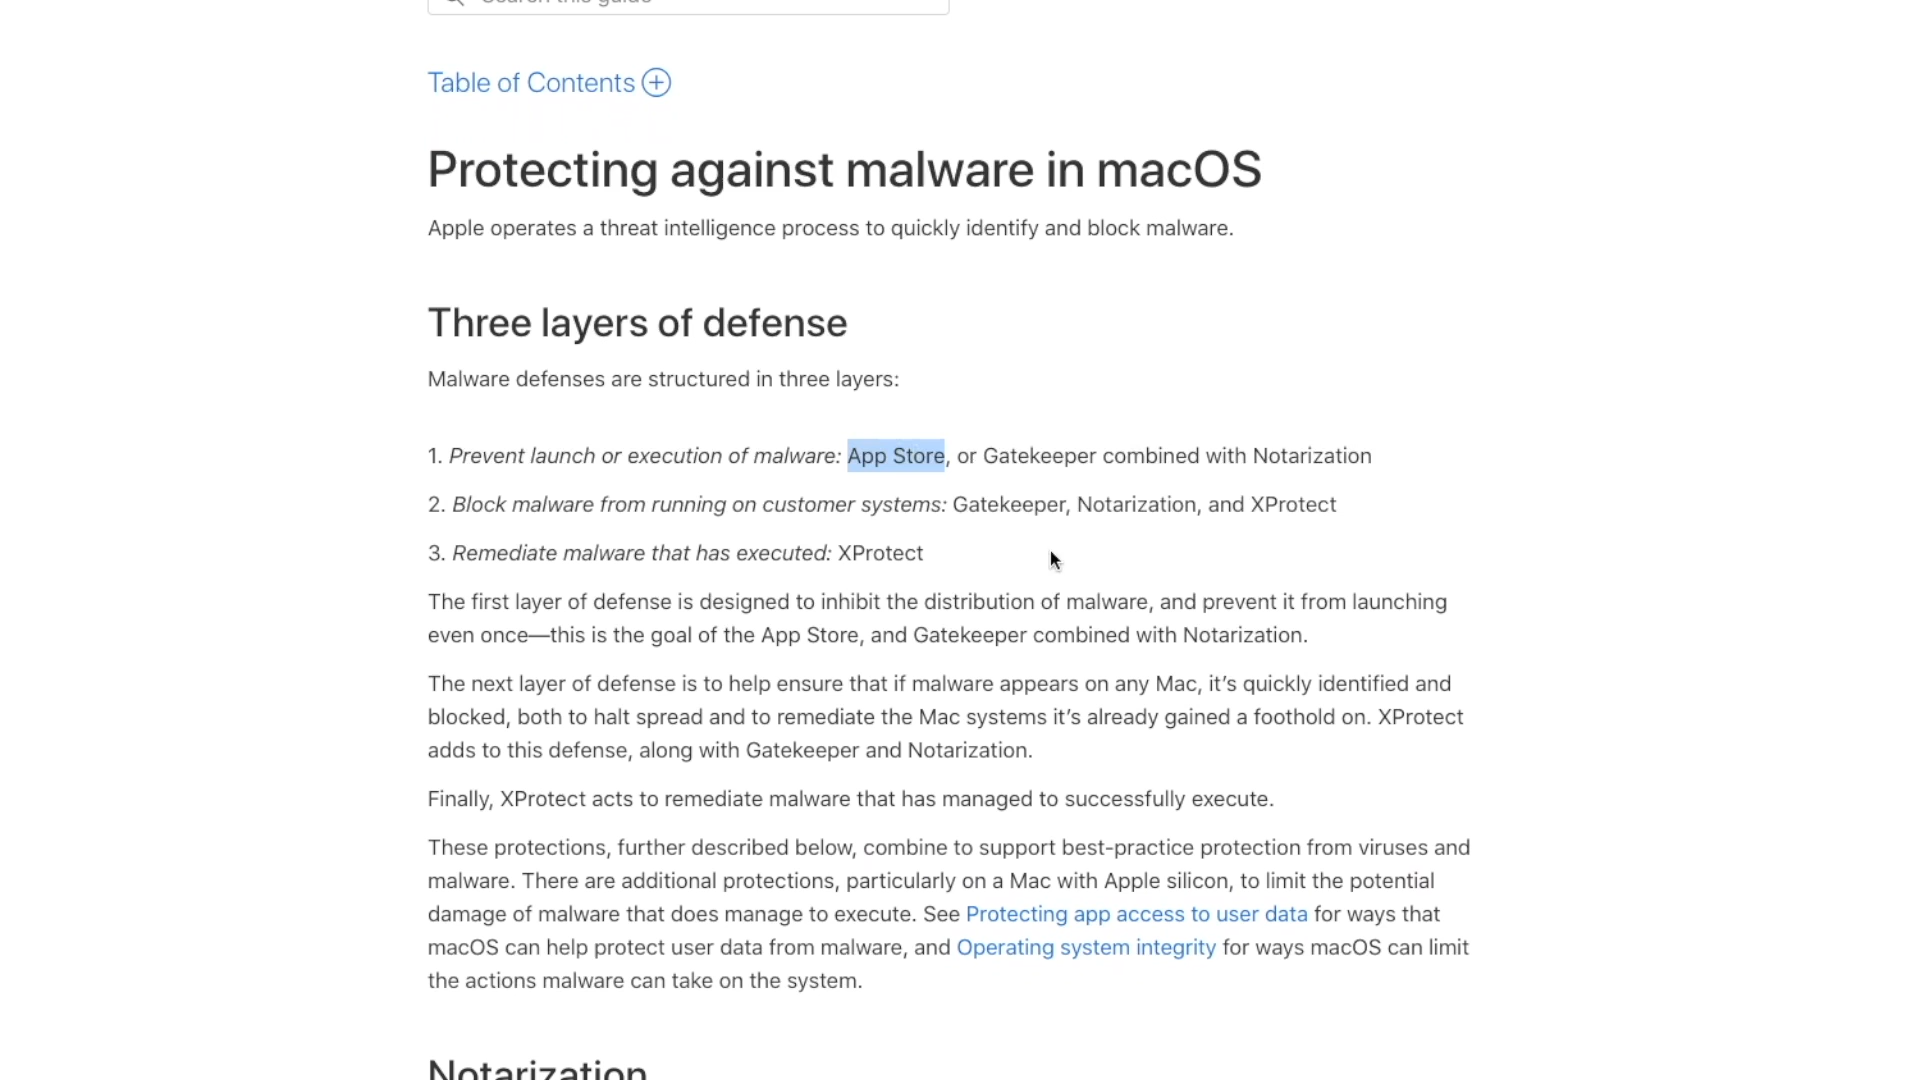 Search this guide
Table of Contents
Protecting against malware in macOS
Apple operates a threat intelligence process to quickly identify and block malware.
Three layers of defense
Malware defenses are structured in three layers:
1. Prevent launch or execution of malware: App Store, or Gatekeeper combined with Notarization
2. Block malware from running on customer systems: Gatekeeper, Notarization, and XProtect
3. Remediate malware that has executed: XProtect
The first layer of defense is designed to inhibit the distribution of malware, and prevent it from launching
even once—this is the goal of the App Store, and Gatekeeper combined with Notarization.
The next layer of defense is to help ensure that if malware appears on any Mac, it’s quickly identified and
blocked, both to halt spread and to remediate the Mac systems it’s already gained a foothold on. XProtect
adds to this defense, along with Gatekeeper and Notarization.
Finally, XProtect acts to remediate malware that has managed to successfully execute.
These protections, further described below, combine to support best-practice protection from viruses and
malware. There are additional protections, particularly on a Mac with Apple silicon, to limit the potential
damage of malware that does manage to execute. See Protecting app access to user data for ways that
macOS can help protect user data from malware, and Operating system integrity for ways macOS can limit
the actions malware can take on the system.
Notarization